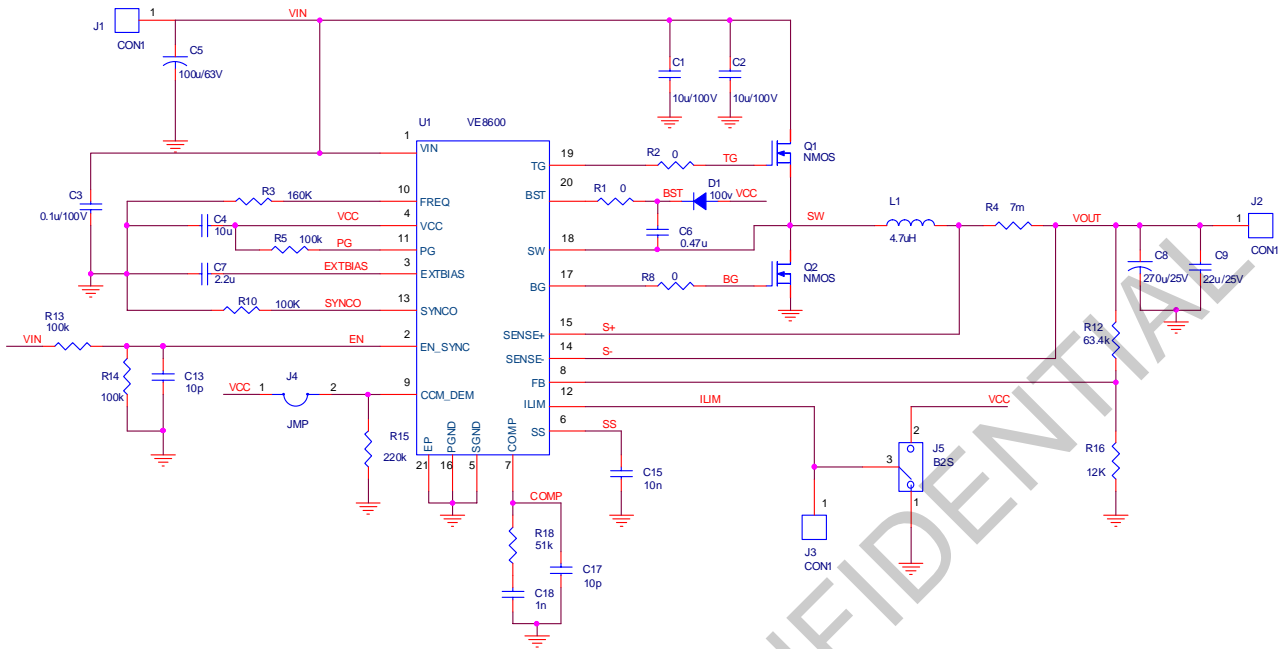 J1
1
CON1
VIN
C5
100u/63V
C1
10u/100V
C2
10u/100V
U1 VE8600
1
VIN
C3
0.1u/100V
R3 160K
10
FREQ
C4
10u
VCC
4
VCC
R5 100k
PG
11
PG
C7
2.2u
EXTBIAS
3
EXTBIAS
R10 100K
SYNCO
13
SYNCO
R13
100k
VIN
EN
2
EN_SYNC
R14
100k
C13
10p
VCC 1
J4
2
JMP
9
CCM_DEM
R15
220k
EP
21
PGND
16
SGND
5
COMP
7
COMP
R18
51k
C18
1n
C17
10p
19
TG
R2 0
TG
Q1
NMOS
20
BST
R1 0
BST
D1
100v
VCC
C6
0.47u
18
SW
SW
17
BG
R8 0
BG
Q2
NMOS
L1
4.7uH
R4 7m
VOUT
J2
1
CON1
C8
270u/25V
C9
22u/25V
15
SENSE+
S+
14
SENSE-
S-
8
FB
12
ILIM
ILIM
6
SS
SS
C15
10n
R12
63.4k
R16
12K
VCC
2
3
J5
B2S
1
1
J3
CON1
NFIDENTIAL